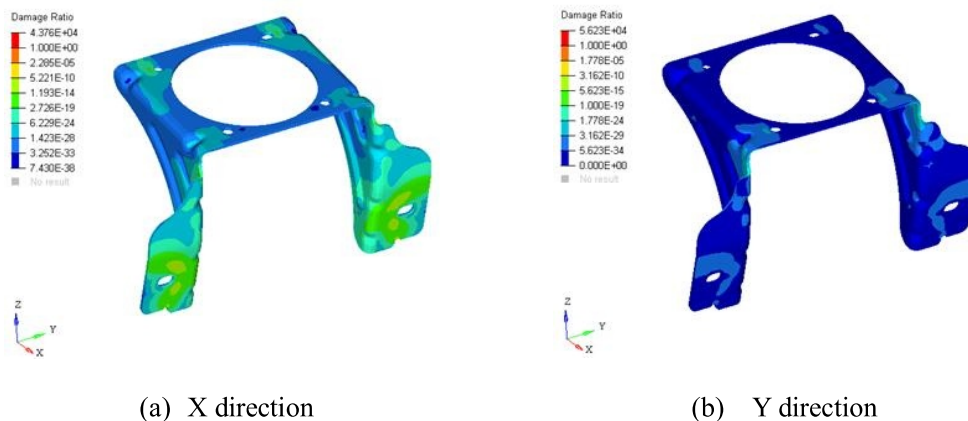 Damage Ratio
4.376E+04
1.000E+00
2.285E-05
5.221E-10
1.193E-14
2.726E-19
6.229E-24
1.423E-28
3.252E-33
7.430E-38
No result
Z
Y
X
(a) X direction
Damage Ratio
5.623E+04
1.000E+00
1.778E-05
3.162E-10
5.623E-15
1.000E-19
1.778E-24
3.162E-29
5.623E-34
0.000E+00
No result
Z
Y
X
(b) Y direction